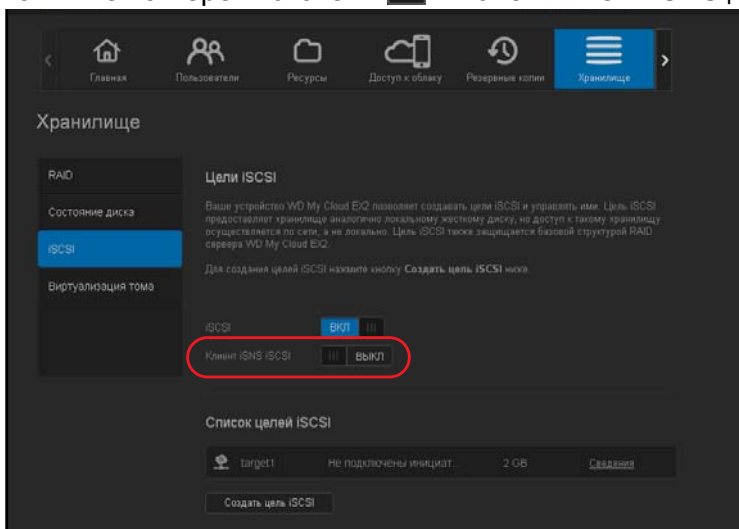 Главная
Пользователи
Ресурсы
Доступ к облаку
Резервные копии
Хранилище
Хранилище
RAID
Состояние диска
iSCSI
Виртуализация тома
Цели iSCSI
Ваше устройство WD My Cloud EX2 позволяет создавать цели iSCSI и управлять ими. Цель iSCSI
предоставляет хранилище аналогично локальному жесткому диску, но доступ к такому хранилищу
осуществляется по сети, а не локально. Цель iSCSI также защищается базовой структурой RAID
сервера WD My Cloud EX2.
Для создания целей iSCSI нажмите кнопку Создать цель iSCSI ниже.
iSCSI ВКЛ
Клиент iSNS iSCSI ВЫКЛ
Список целей iSCSI
target1 Не подключены инициат... 2 GB Сведения
Создать цель iSCSI